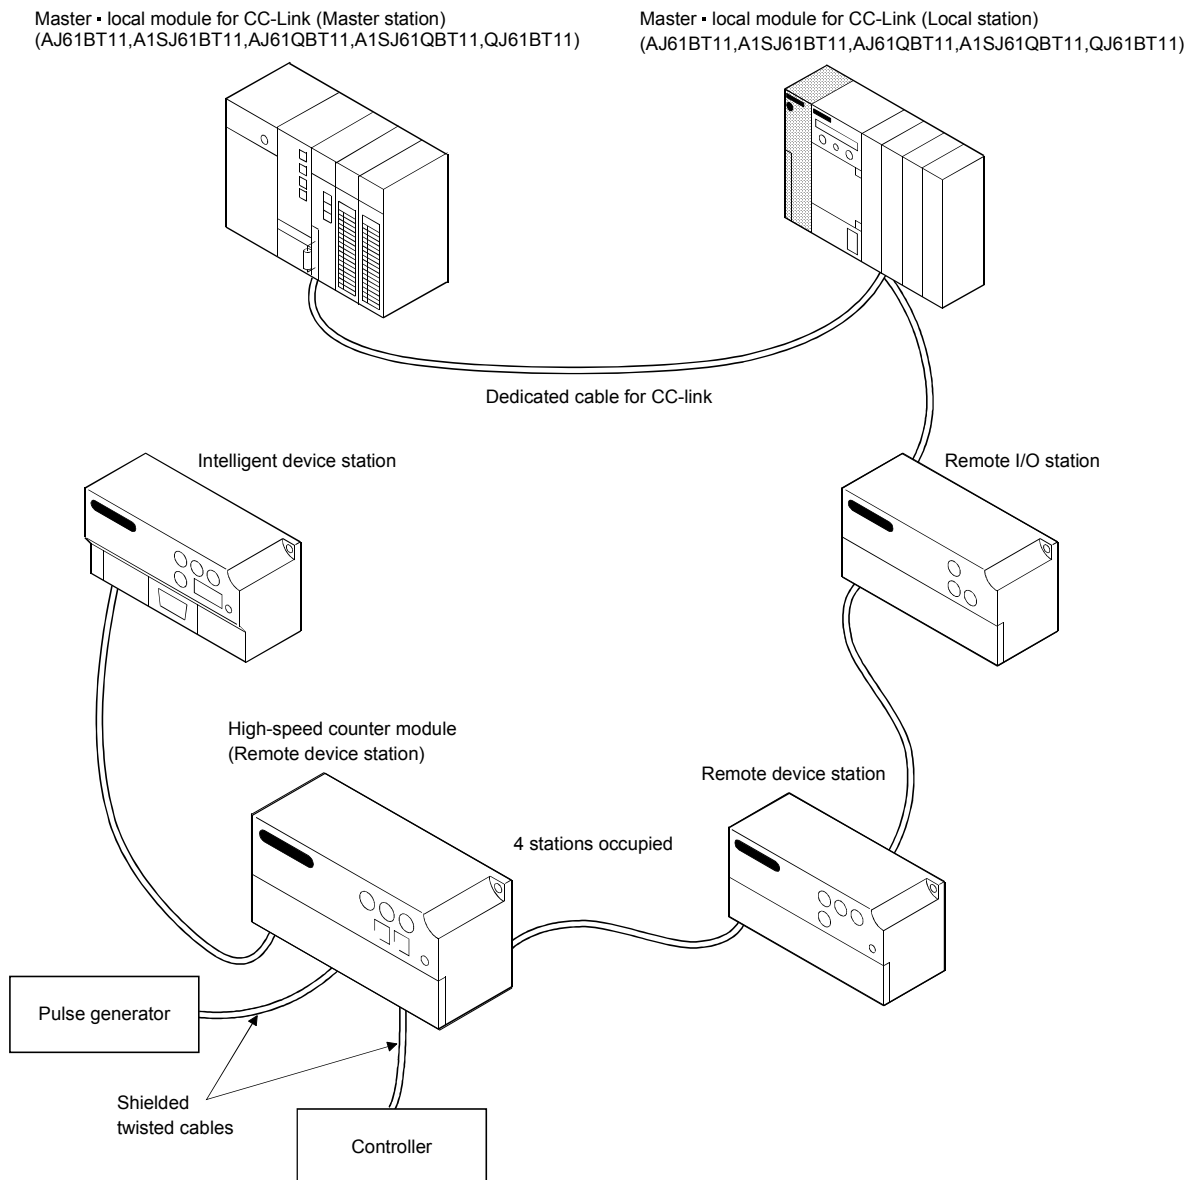 Master ▪ local module for CC-Link (Master station)
(AJ61BT11,A1SJ61BT11,AJ61QBT11,A1SJ61QBT11,QJ61BT11)
Master ▪ local module for CC-Link (Local station)
(AJ61BT11,A1SJ61BT11,AJ61QBT11,A1SJ61QBT11,QJ61BT11)
Dedicated cable for CC-link
Intelligent device station
Remote I/O station
High-speed counter module
(Remote device station)
Remote device station
4 stations occupied
Pulse generator
Shielded
twisted cables
Controller